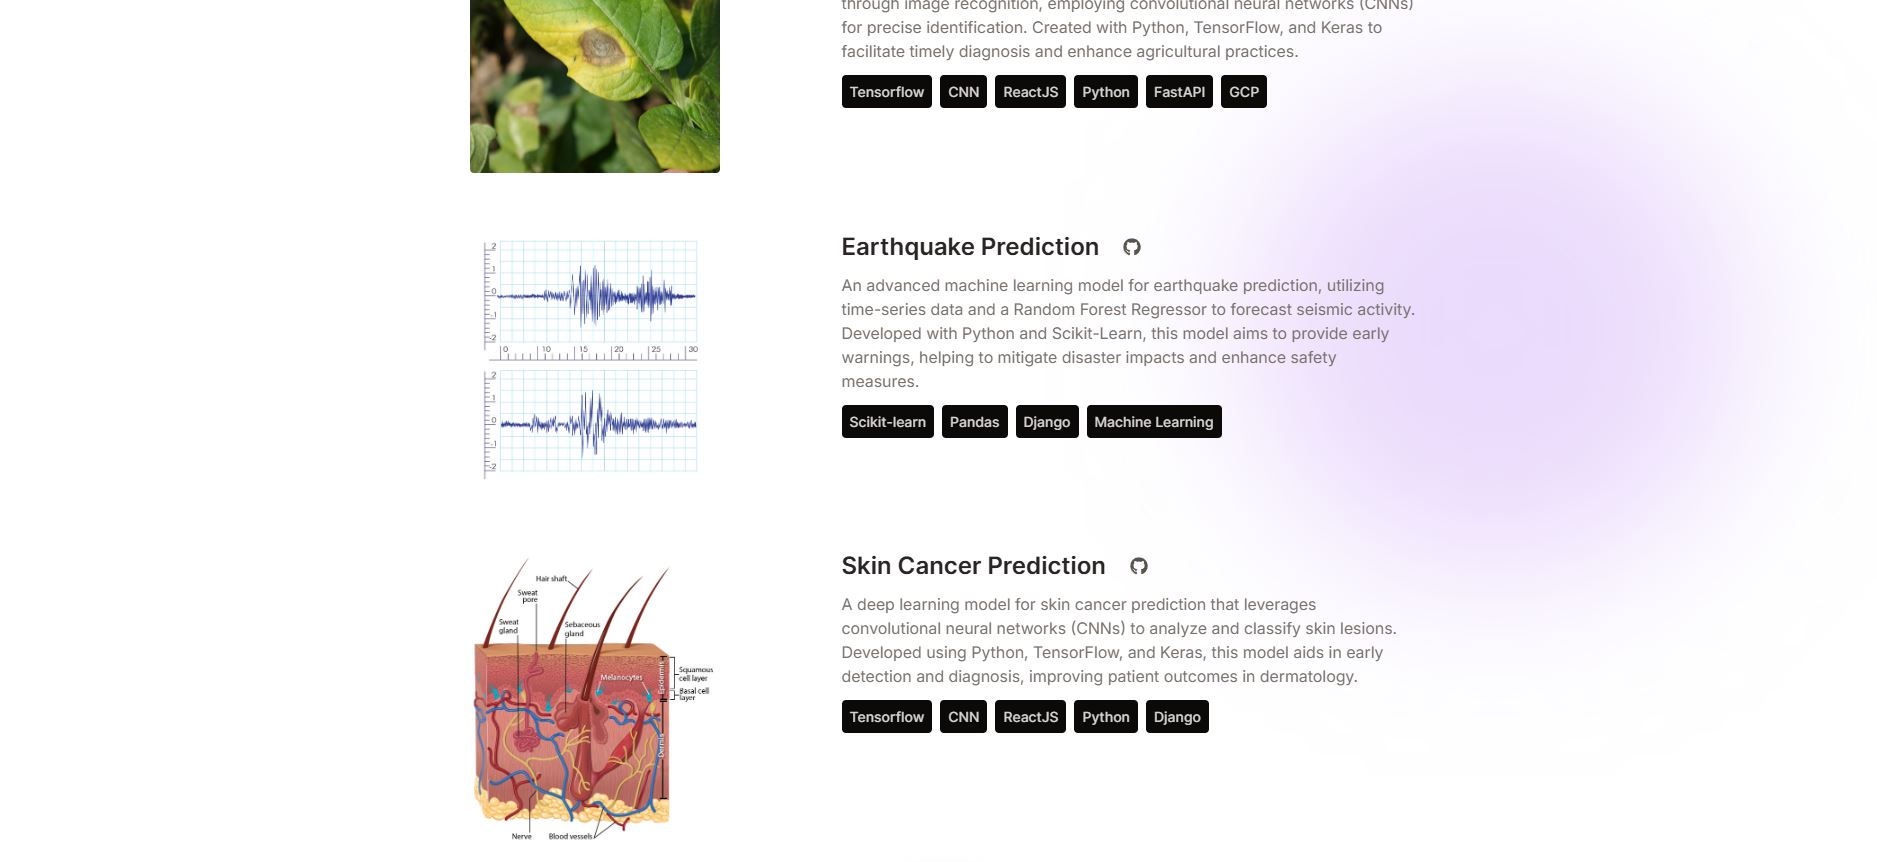 through image recognition, employing convolutional neural networks (CNNs)
for precise identification. Created with Python, TensorFlow, and Keras to
facilitate timely diagnosis and enhance agricultural practices.
Tensorflow CNN ReactJS Python FastAPI GCP
2
1
0
-1
-2
0 10 15 20 25 30
2
1
0
-1
-2
Earthquake Prediction
An advanced machine learning model for earthquake prediction, utilizing
time-series data and a Random Forest Regressor to forecast seismic activity.
Developed with Python and Scikit-Learn, this model aims to provide early
warnings, helping to mitigate disaster impacts and enhance safety
measures.
Scikit-learn Pandas Django Machine Learning
Hair shaft
Sweat
pore
Sweat
gland
Sebaceous
gland
Melanocytes
Epidermis
Squamous
cell layer
Basal cell
layer
Dermis
Nerve
Blood vessels
Skin Cancer Prediction
A deep learning model for skin cancer prediction that leverages
convolutional neural networks (CNNs) to analyze and classify skin lesions.
Developed using Python, TensorFlow, and Keras, this model aids in early
detection and diagnosis, improving patient outcomes in dermatology.
Tensorflow CNN ReactJS Python Django